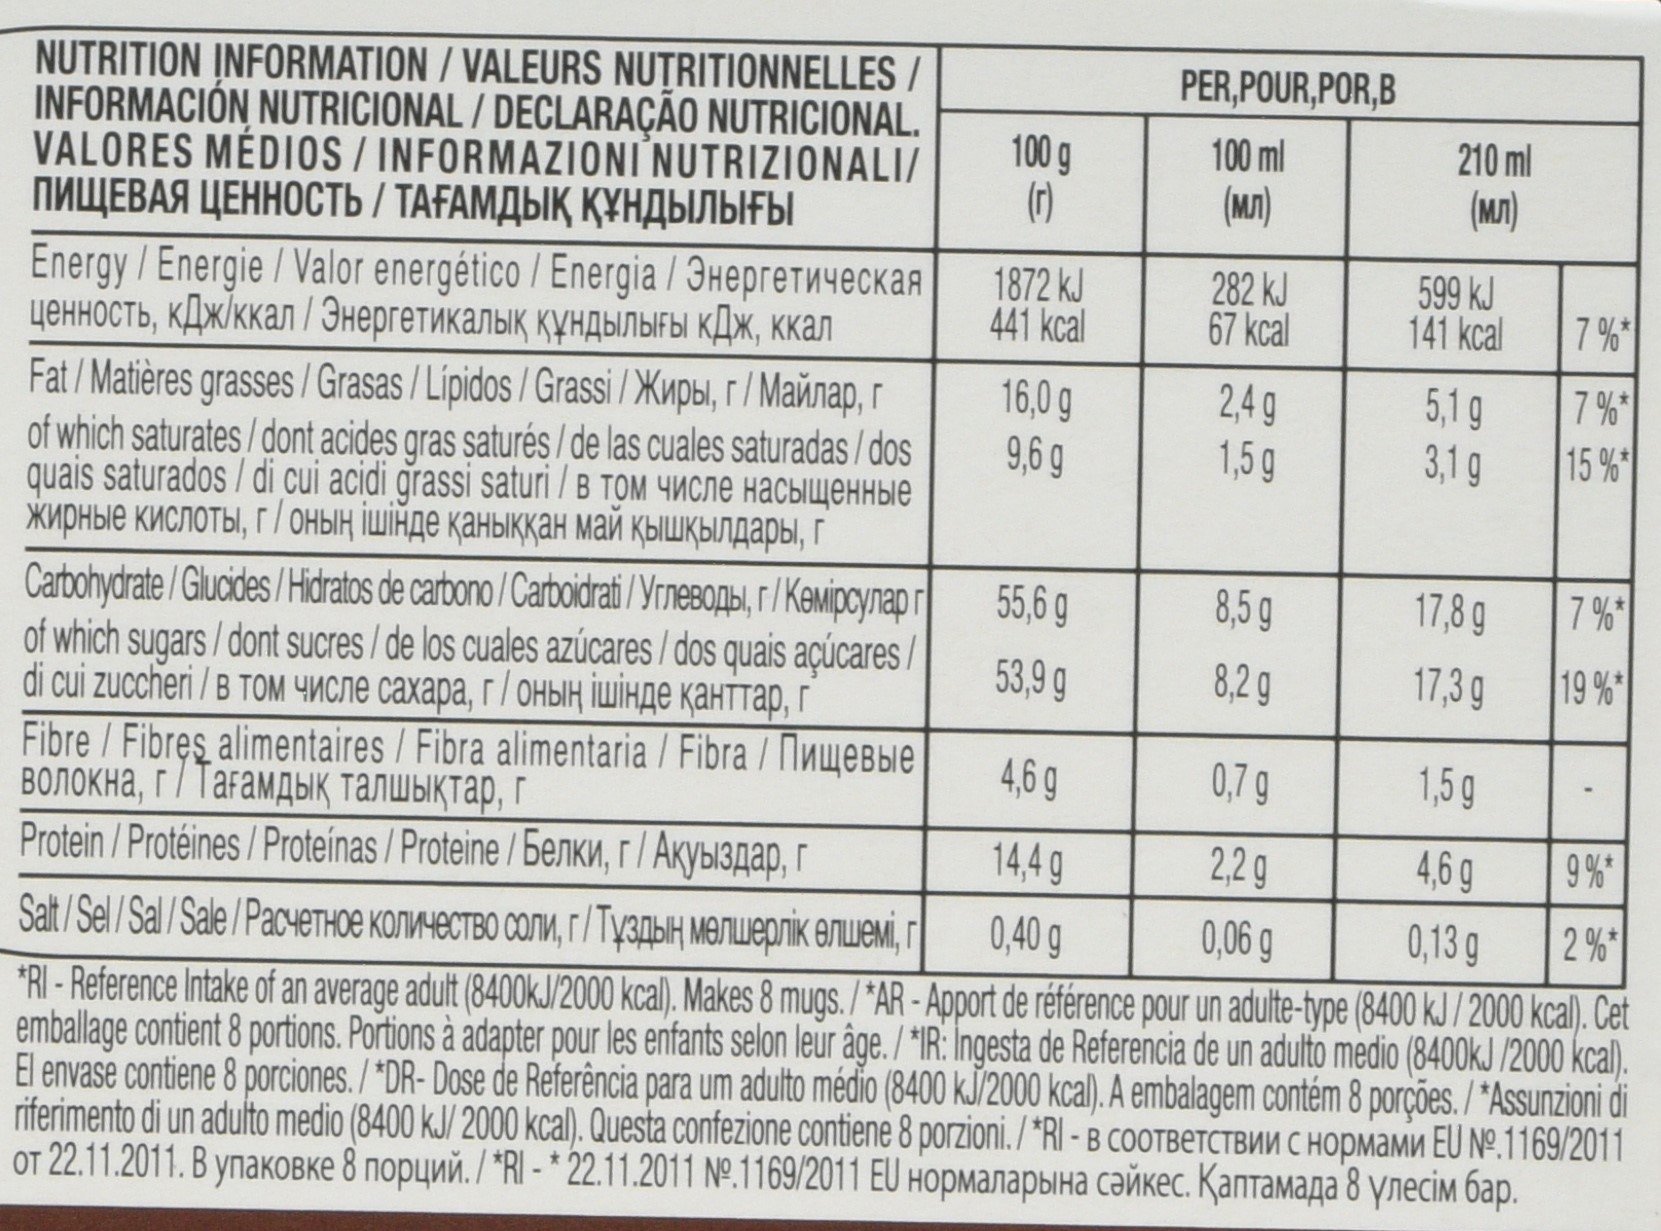 NUTRITION INFORMATION / VALEURS NUTRITIONNELLES /
INFORMACIÓN NUTRICIONAL / DECLARAÇÃO NUTRICIONAL.
VALORES MÉDIOS / INFORMAZIONI NUTRIZIONALI/
ПИЩЕВАЯ ЦЕННОСТЬ / ТАҒАМДЫҚ ҚҰНДЫЛЫҒЫ
PER,POUR,POR,В
100 g (г) 100 ml (мл) 210 ml (мл)
Energy / Energie / Valor energético / Energia / Энергетическая
ценность, кДж/ккал / Энергетикалық құндылығы кДж, ккал
1872 kJ 282 kJ 599 kJ
441 kcal 67 kcal 141 kcal 7 %*
Fat / Matières grasses / Grasas / Lípidos / Grassi / Жиры, г / Майлар, г 16,0 g 2,4 g 5,1 g 7 %*
of which saturates / dont acides gras saturés / de las cuales saturadas / dos 9,6 g 1,5 g 3,1 g 15 %*
quais saturados / di cui acidi grassi saturi / в том числе насыщенные
жирные кислоты, г / оның ішінде қаныққан май қышқылдары, г
Carbohydrate / Glucides / Hidratos de carbono / Carboidrati / Углеводы, г / Көмірсулар г 55,6 g 8,5 g 17,8 g 7 %*
of which sugars / dont sucres / de los cuales azúcares / dos quais açúcares /
di cui zuccheri / в том числе сахара, г / оның ішінде қанттар, г 53,9 g 8,2 g 17,3 g 19 %*
Fibre / Fibres alimentaires / Fibra alimentaria / Fibra / Пищевые
волокна, г / Тағамдық талшықтар, г 4,6 g 0,7 g 1,5 g -
Protein / Protéines / Proteínas / Proteine / Белки, г / Ақуыздар, г 14,4 g 2,2 g 4,6 g 9 %*
Salt / Sel / Sal / Sale / Расчетное количество соли, г / Тұздың мөлшерлік өлшемі, г 0,40 g 0,06 g 0,13 g 2 %*
*RI - Reference Intake of an average adult (8400kJ/2000 kcal). Makes 8 mugs. / *AR - Apport de référence pour un adulte-type (8400 kJ / 2000 kcal). Cet
emballage contient 8 portions. Portions à adapter pour les enfants selon leur âge. / *IR: Ingesta de Referencia de un adulto medio (8400kJ /2000 kcal).
El envase contiene 8 porciones. / *DR- Dose de Referência para um adulto médio (8400 kJ/2000 kcal). A embalagem contém 8 porções. / *Assunzioni di
riferimento di un adulto medio (8400 kJ/ 2000 kcal). Questa confezione contiene 8 porzioni. / *RI - в соответствии с нормами EU №.1169/2011
от 22.11.2011. В упаковке 8 порций. / *RI - * 22.11.2011 №.1169/2011 EU нормаларына сәйкес. Қаптамада 8 үлесім бар.